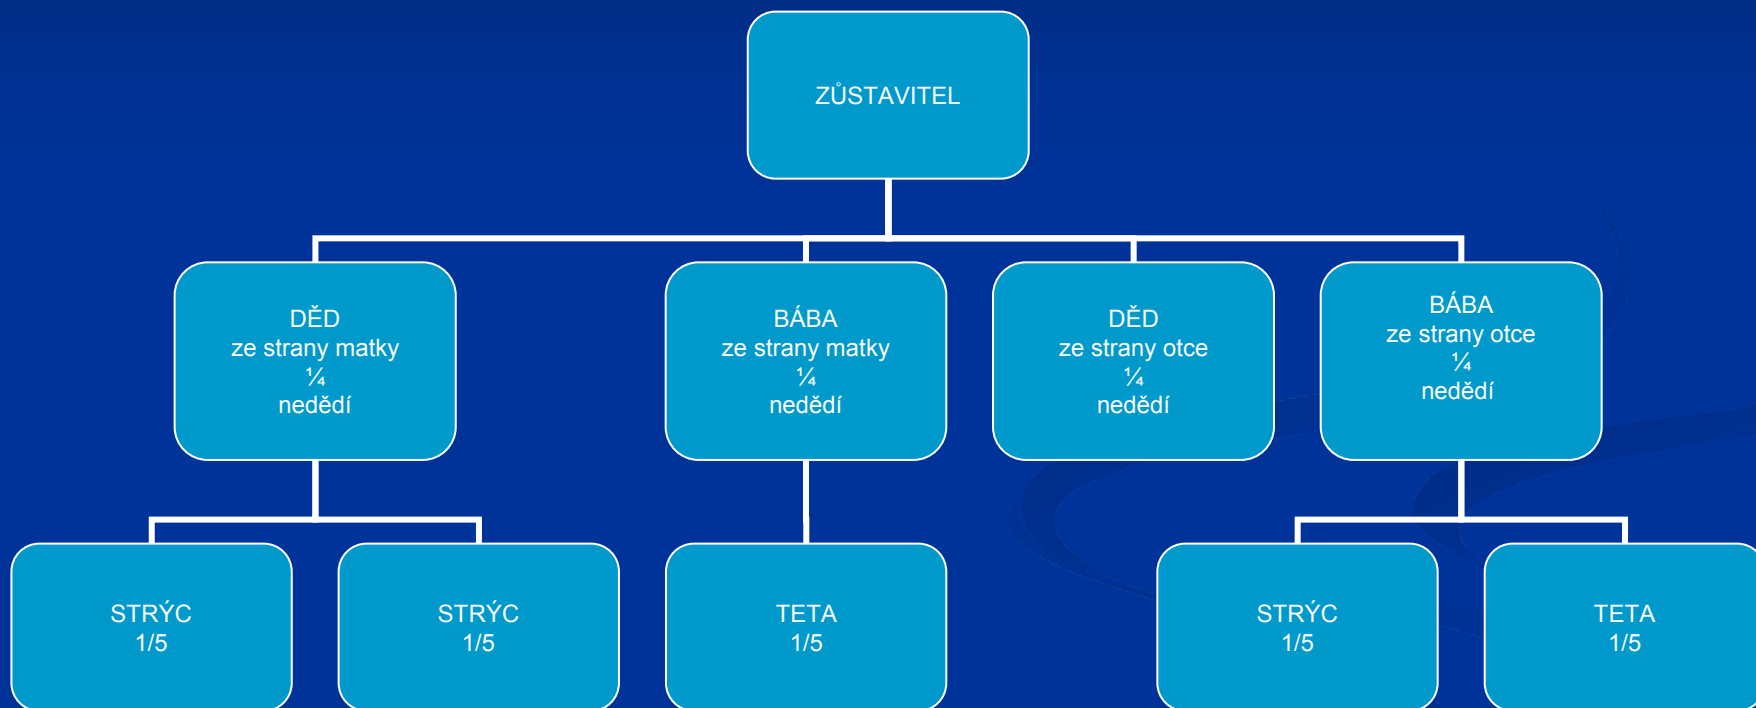 ZŮSTAVITEL
DĚD
ze strany matky
¼
nedědí
BÁBA
ze strany matky
¼
nedědí
DĚD
ze strany otce
¼
nedědí
BÁBA
ze strany otce
¼
nedědí
STRÝC
1/5
STRÝC
1/5
TETA
1/5
STRÝC
1/5
TETA
1/5